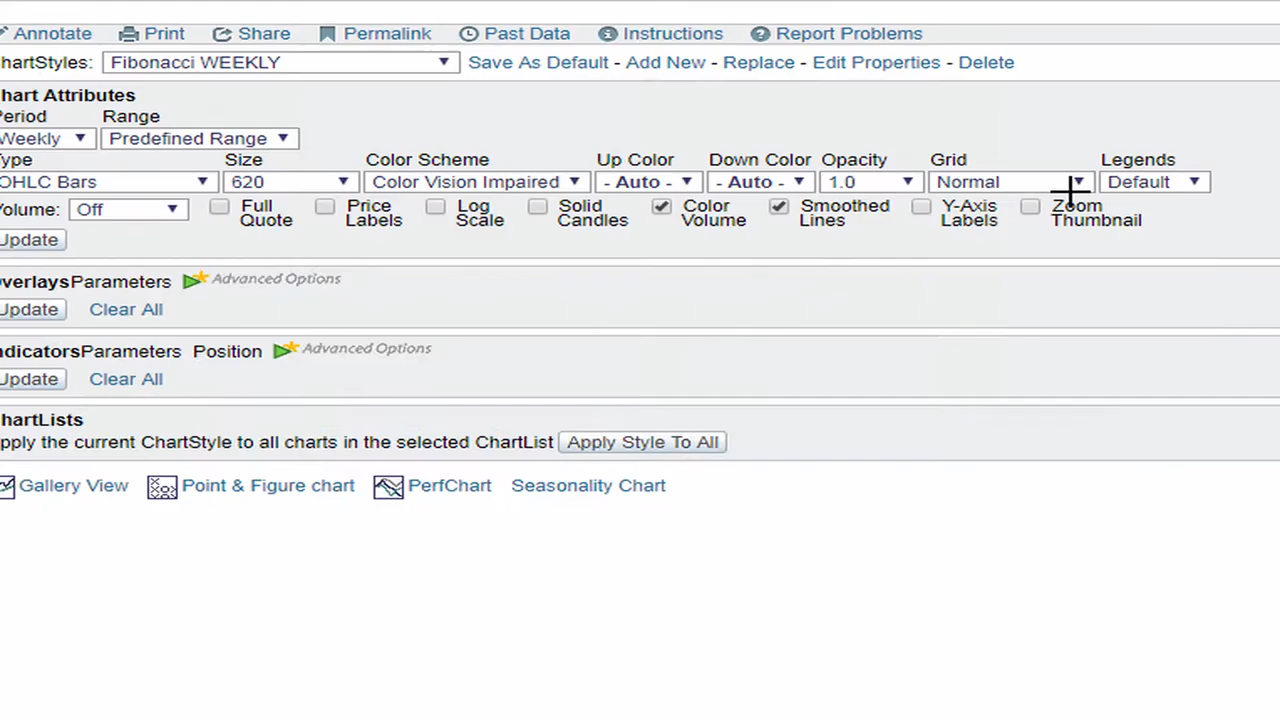 Annotate Print Share Permalink Past Data Instructions Report Problems
hartStyles: Fibonacci WEEKLY Save As Default - Add New - Replace - Edit Properties - Delete
hart Attributes
Period Range
Weekly Predefined Range
ype Size Color Scheme Up Color Down Color Opacity Grid Legends
OHLC Bars 620 Color Vision Impaired - Auto - - Auto - 1.0 Normal Default
olume: Off Full Price Log Solid Color Smoothed Y-Axis Zoom
Quote Labels Scale Candles Volume Lines Labels Thumbnail
Update
verlaysParameters Advanced Options
Update Clear All
ndicatorsParameters Position Advanced Options
Update Clear All
hartLists
pply the current ChartStyle to all charts in the selected ChartList Apply Style To All
Gallery View Point & Figure chart PerfChart Seasonality Chart